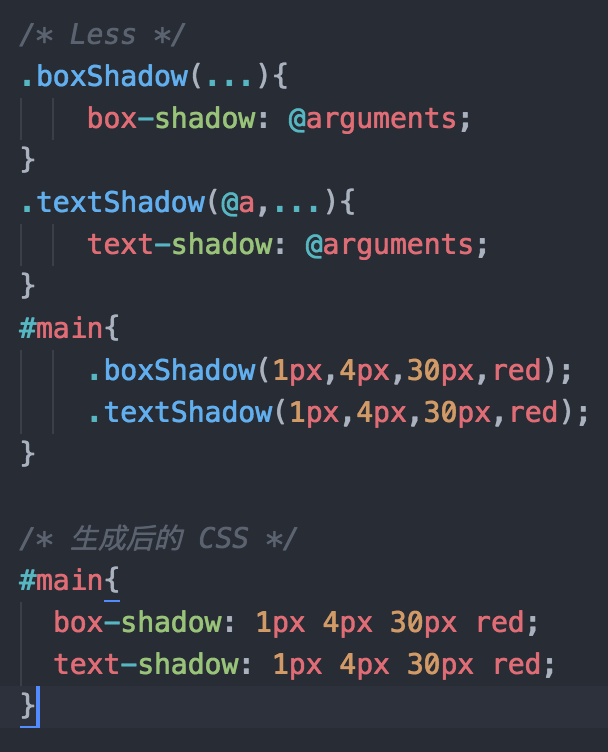 /* Less */
.boxShadow(...){
box-shadow: @arguments;
}
.textShadow(@a,...){
text-shadow: @arguments;
}
#main{
.boxShadow(1px,4px,30px,red);
.textShadow(1px,4px,30px,red);
}
/* 生成后的 CSS */
#main{
box-shadow: 1px 4px 30px red;
text-shadow: 1px 4px 30px red;
}